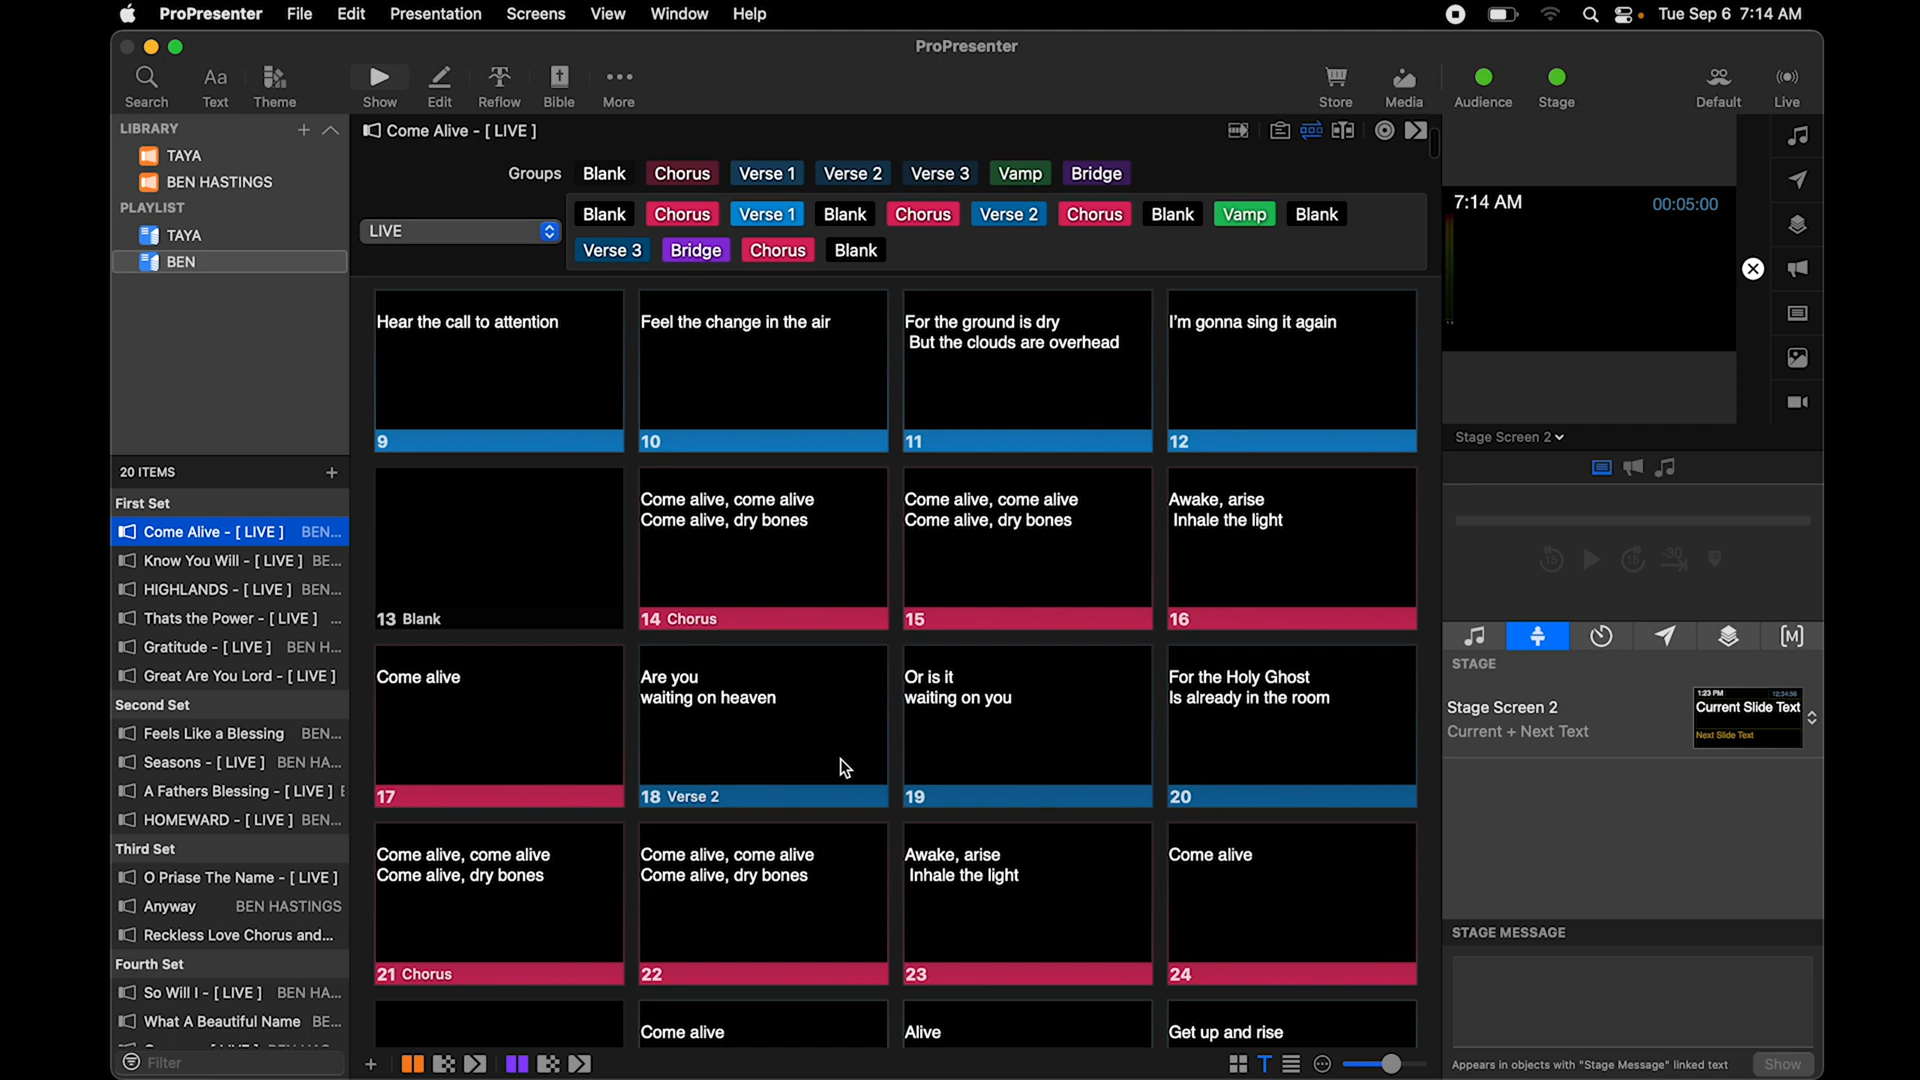 ProPresenter File Edit Presentation Screens View Window Help
Tue Sep 6 7:14 AM
ProPresenter
Search Text Theme Show Edit Reflow Bible More Store Media Audience Stage Default Live
LIBRARY
TAYA
BEN HASTINGS
PLAYLIST
TAYA
BEN
20 ITEMS
First Set
Come Alive - [ LIVE ] BEN...
Know You Will - [ LIVE ] BE...
HIGHLANDS - [ LIVE ] BEN...
Thats the Power - [ LIVE ] ...
Gratitude - [ LIVE ] BEN H...
Great Are You Lord - [ LIVE ]
Second Set
Feels Like a Blessing BEN...
Seasons - [ LIVE ] BEN HA...
A Fathers Blessing - [ LIVE ]
HOMEWARD - [ LIVE ] BEN...
Third Set
O Priase The Name - [ LIVE ]
Anyway BEN HASTINGS
Reckless Love Chorus and...
Fourth Set
So Will I - [ LIVE ] BEN HA...
What A Beautiful Name BE...
Filter
Come Alive - [ LIVE ]
Groups Blank Chorus Verse 1 Verse 2 Verse 3 Vamp Bridge
LIVE
Blank Chorus Verse 1 Blank Chorus Verse 2 Chorus Blank Vamp Blank
Verse 3 Bridge Chorus Blank
Hear the call to attention
9
Feel the change in the air
10
For the ground is dry
But the clouds are overhead
11
I'm gonna sing it again
12
13 Blank
Come alive, come alive
Come alive, dry bones
14 Chorus
Come alive, come alive
Come alive, dry bones
15
Awake, arise
Inhale the light
16
Come alive
17
Are you
waiting on heaven
18 Verse 2
Or is it
waiting on you
19
For the Holy Ghost
Is already in the room
20
Come alive, come alive
Come alive, dry bones
21 Chorus
Come alive, come alive
Come alive, dry bones
22
Awake, arise
Inhale the light
23
Come alive
24
Come alive
Alive
Get up and rise
7:14 AM 00:05:00
Stage Screen 2
15 15 -30
[M]
STAGE
Stage Screen 2
Current + Next Text
1:23 PM 12:34:56
Current Slide Text
Next Slide Text
STAGE MESSAGE
Appears in objects with "Stage Message" linked text
Show